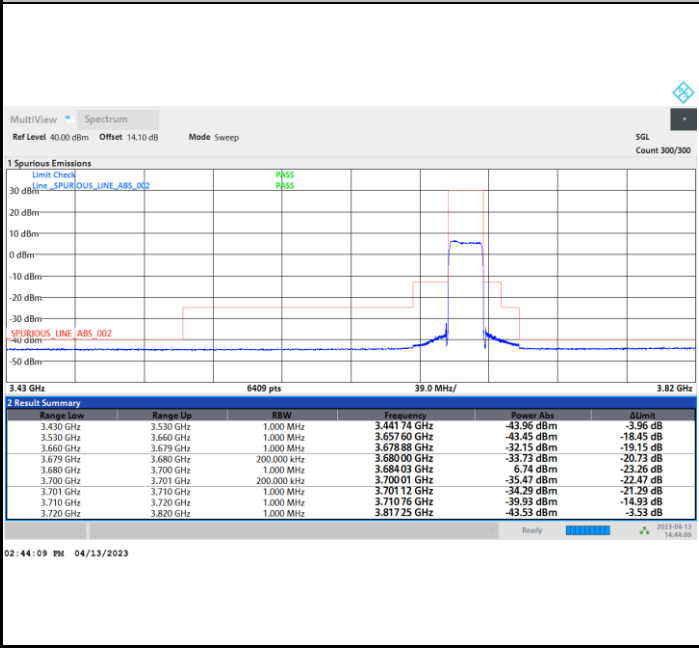 MultiView Spectrum
Ref Level 40.00 dBm Offset 14.10 dB Mode Sweep SGL
Count 300/300
1 Spurious Emissions
Limit Check PASS
Line _SPURIOUS_LINE_ABS_002 PASS
30 dBm
20 dBm
10 dBm
0 dBm
-10 dBm
-20 dBm
-30 dBm
_SPURIOUS_LINE_ABS_002
-40 dBm
-50 dBm
3.43 GHz 6409 pts 39.0 MHz/ 3.82 GHz
2 Result Summary
Range Low Range Up RBW Frequency Power Abs ΔLimit
3.430 GHz 3.530 GHz 1.000 MHz 3.441 74 GHz -43.96 dBm -3.96 dB
3.530 GHz 3.660 GHz 1.000 MHz 3.657 60 GHz -43.45 dBm -18.45 dB
3.660 GHz 3.679 GHz 1.000 MHz 3.678 88 GHz -32.15 dBm -19.15 dB
3.679 GHz 3.680 GHz 200.000 kHz 3.680 00 GHz -33.73 dBm -20.73 dB
3.680 GHz 3.700 GHz 1.000 MHz 3.684 03 GHz 6.74 dBm -23.26 dB
3.700 GHz 3.701 GHz 200.000 kHz 3.700 01 GHz -35.47 dBm -22.47 dB
3.701 GHz 3.710 GHz 1.000 MHz 3.701 12 GHz -34.29 dBm -21.29 dB
3.710 GHz 3.720 GHz 1.000 MHz 3.710 76 GHz -39.93 dBm -14.93 dB
3.720 GHz 3.820 GHz 1.000 MHz 3.817 25 GHz -43.53 dBm -3.53 dB
Ready 2023-04-13
14:44:09
02:44:09 PM 04/13/2023